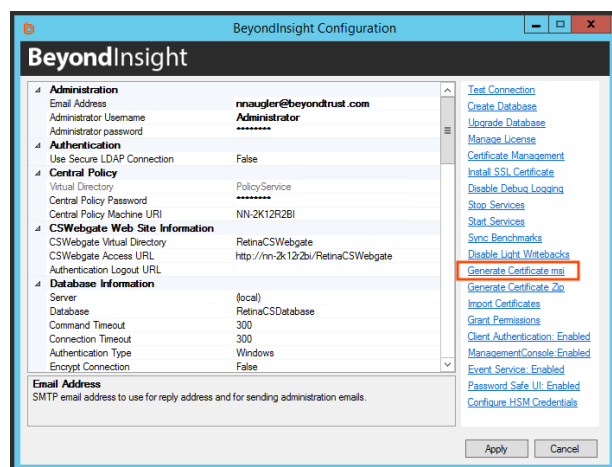 BeyondInsight Configuration
BeyondInsight
Administration
Email Address nnaugler@beyondtrust.com
Administrator Username Administrator
Administrator password ********
Authentication
Use Secure LDAP Connection False
Central Policy
Virtual Directory PolicyService
Central Policy Password ********
Central Policy Machine URI NN-2K12R2BI
CSWebgate Web Site Information
CSWebgate Virtual Directory RetinaCSWebgate
CSWebgate Access URL http://nn-2k12r2bi/RetinaCSWebgate
Authentication Logout URL
Database Information
Server (local)
Database RetinaCSDatabase
Command Timeout 300
Connection Timeout 300
Authentication Type Windows
Encrypt Connection False
Email Address
SMTP email address to use for reply address and for sending administration emails.
Test Connection
Create Database
Upgrade Database
Manage License
Certificate Management
Install SSL Certificate
Disable Debug Logging
Stop Services
Start Services
Sync Benchmarks
Disable Light Writebacks
Generate Certificate msi
Generate Certificate Zip
Import Certificates
Grant Permissions
Client Authentication: Enabled
ManagementConsole:Enabled
Event Service: Enabled
Password Safe UI: Enabled
Configure HSM Credentials
Apply Cancel